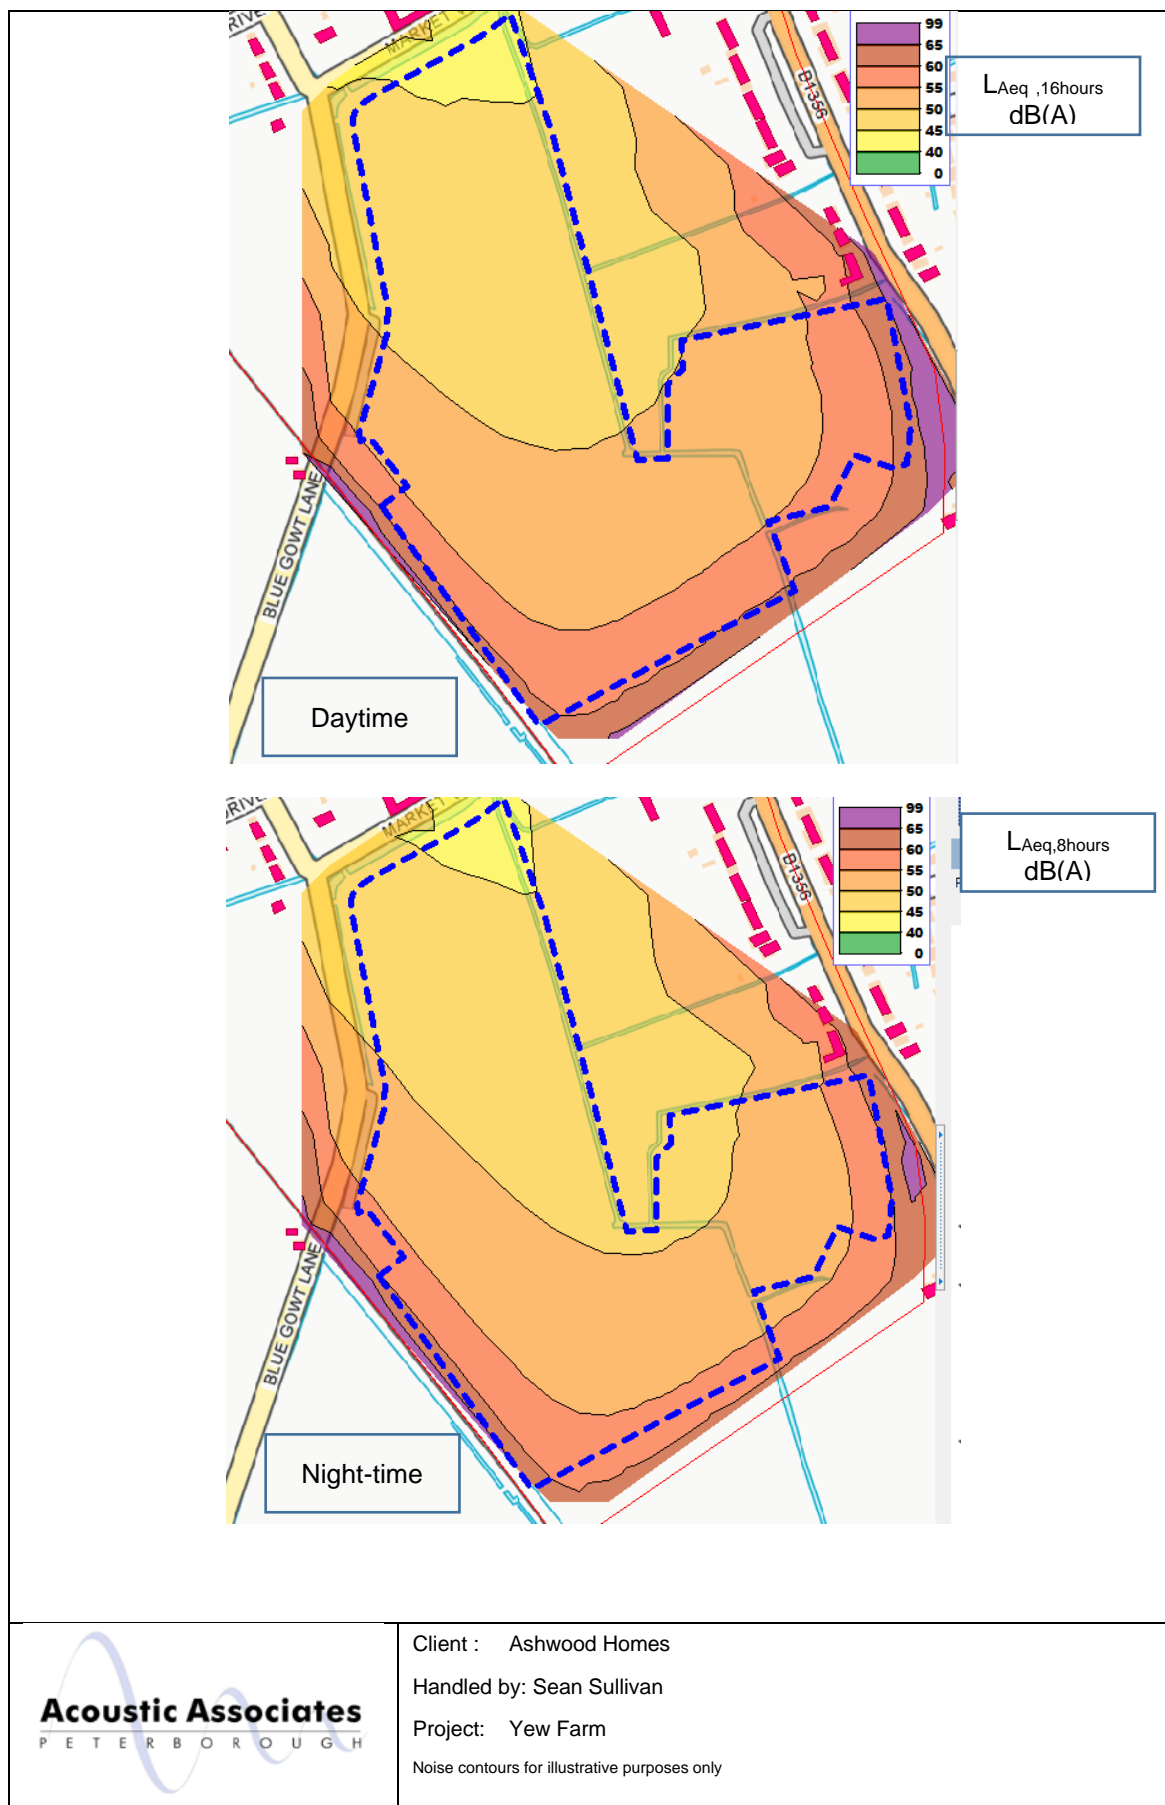 RIVE
MARKET
B1356
99
65
60
55
50
45
40
0
LAeq ,16hours
dB(A)
BLUE GOWT LANE
Daytime
DRIVE
MARKET
B1356
99
65
60
55
50
45
40
0
LAeq,8hours
dB(A)
BLUE GOWT LANE
Night-time
Acoustic Associates
PETERBOROUGH
Client : Ashwood Homes
Handled by: Sean Sullivan
Project: Yew Farm
Noise contours for illustrative purposes only